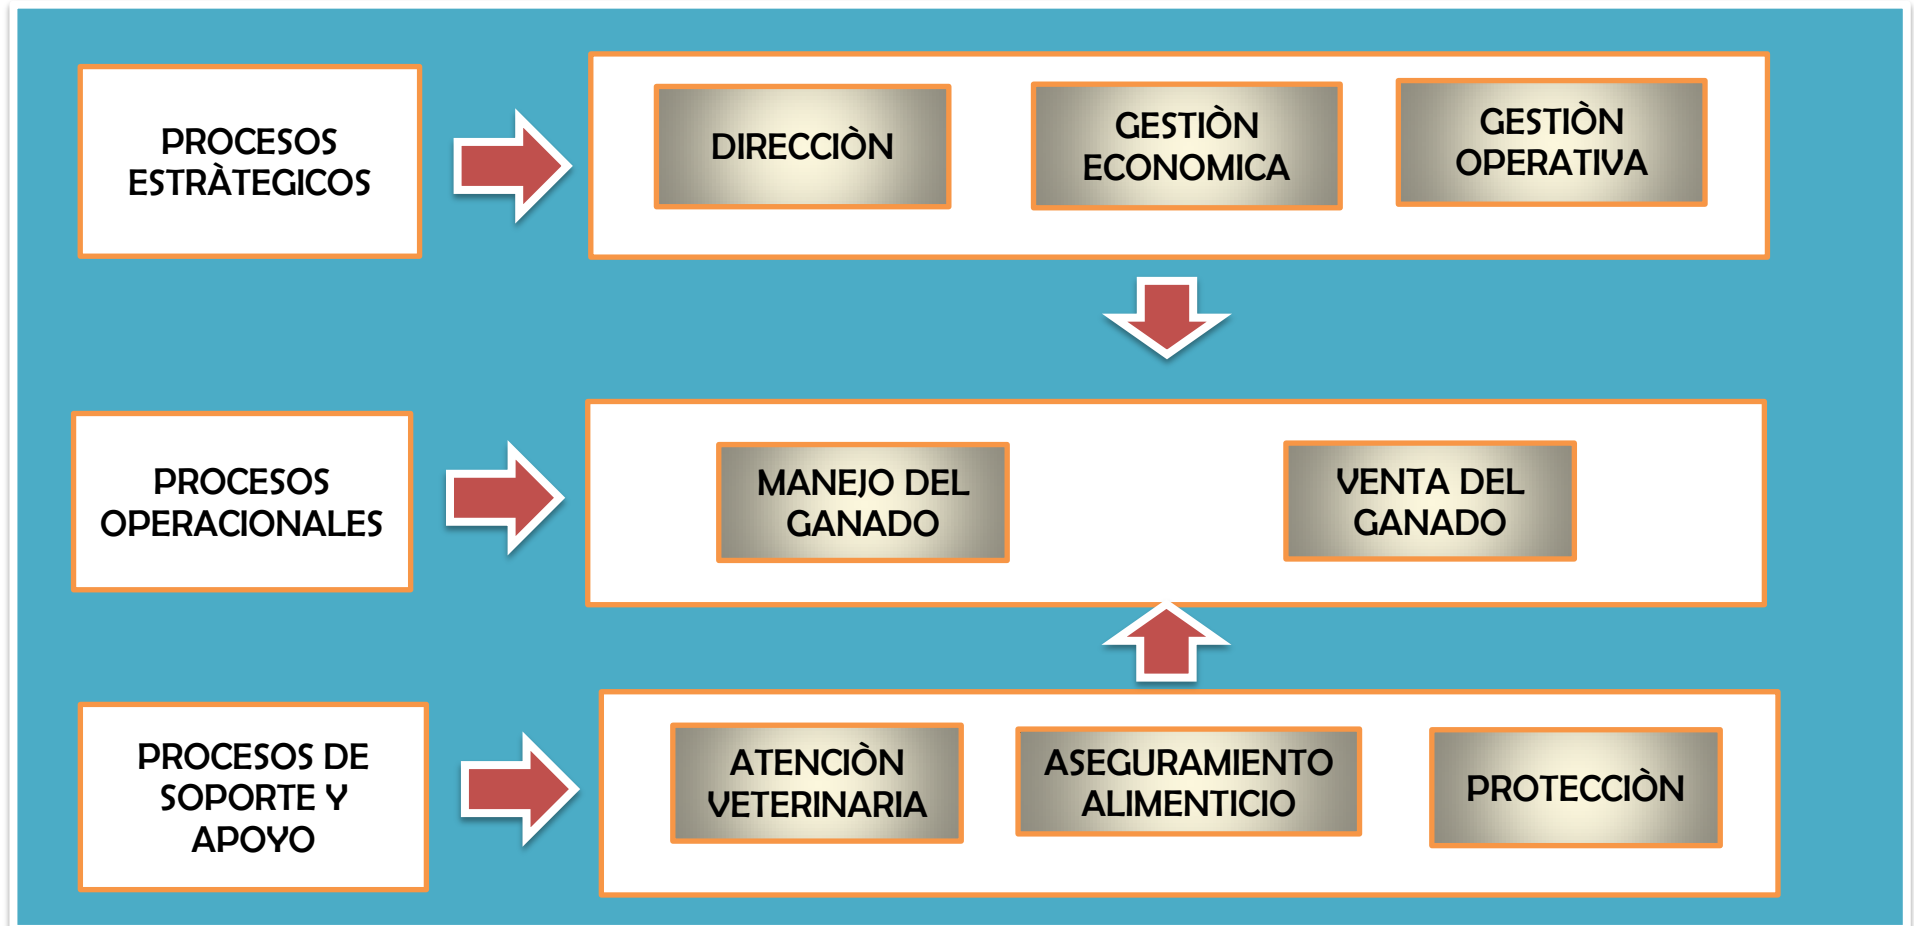 PROCESOS
ESTRÀTEGICOS
DIRECCIÒN
GESTIÒN
ECONOMICA
GESTIÒN
OPERATIVA
PROCESOS
OPERACIONALES
MANEJO DEL
GANADO
VENTA DEL
GANADO
PROCESOS DE
SOPORTE Y
APOYO
ATENCIÒN
VETERINARIA
ASEGURAMIENTO
ALIMENTICIO
PROTECCIÒN